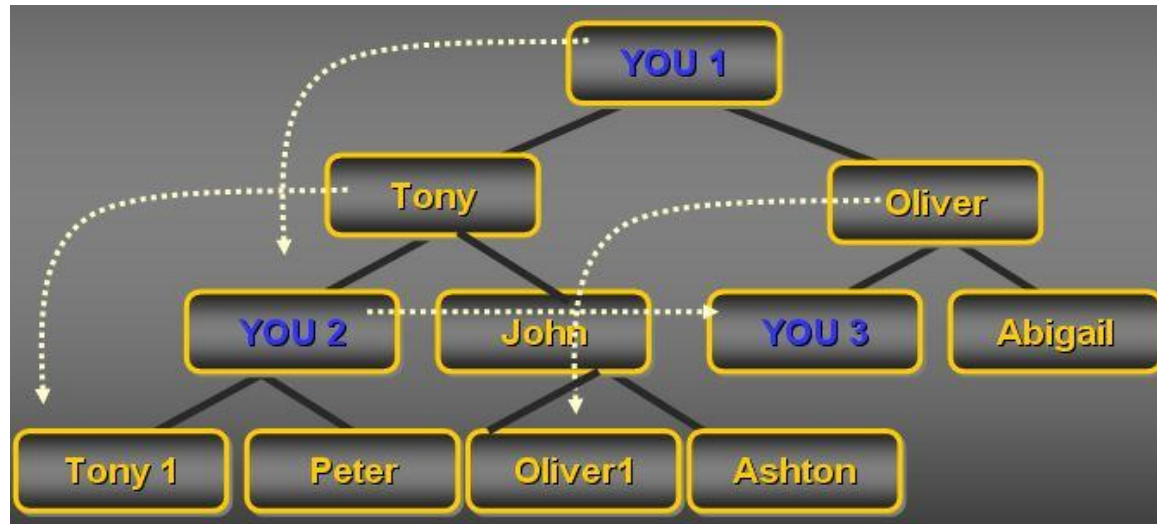 YOU 1
Tony
Oliver
YOU 2
John
YOU 3
Abigail
Tony 1
Peter
Oliver1
Ashton